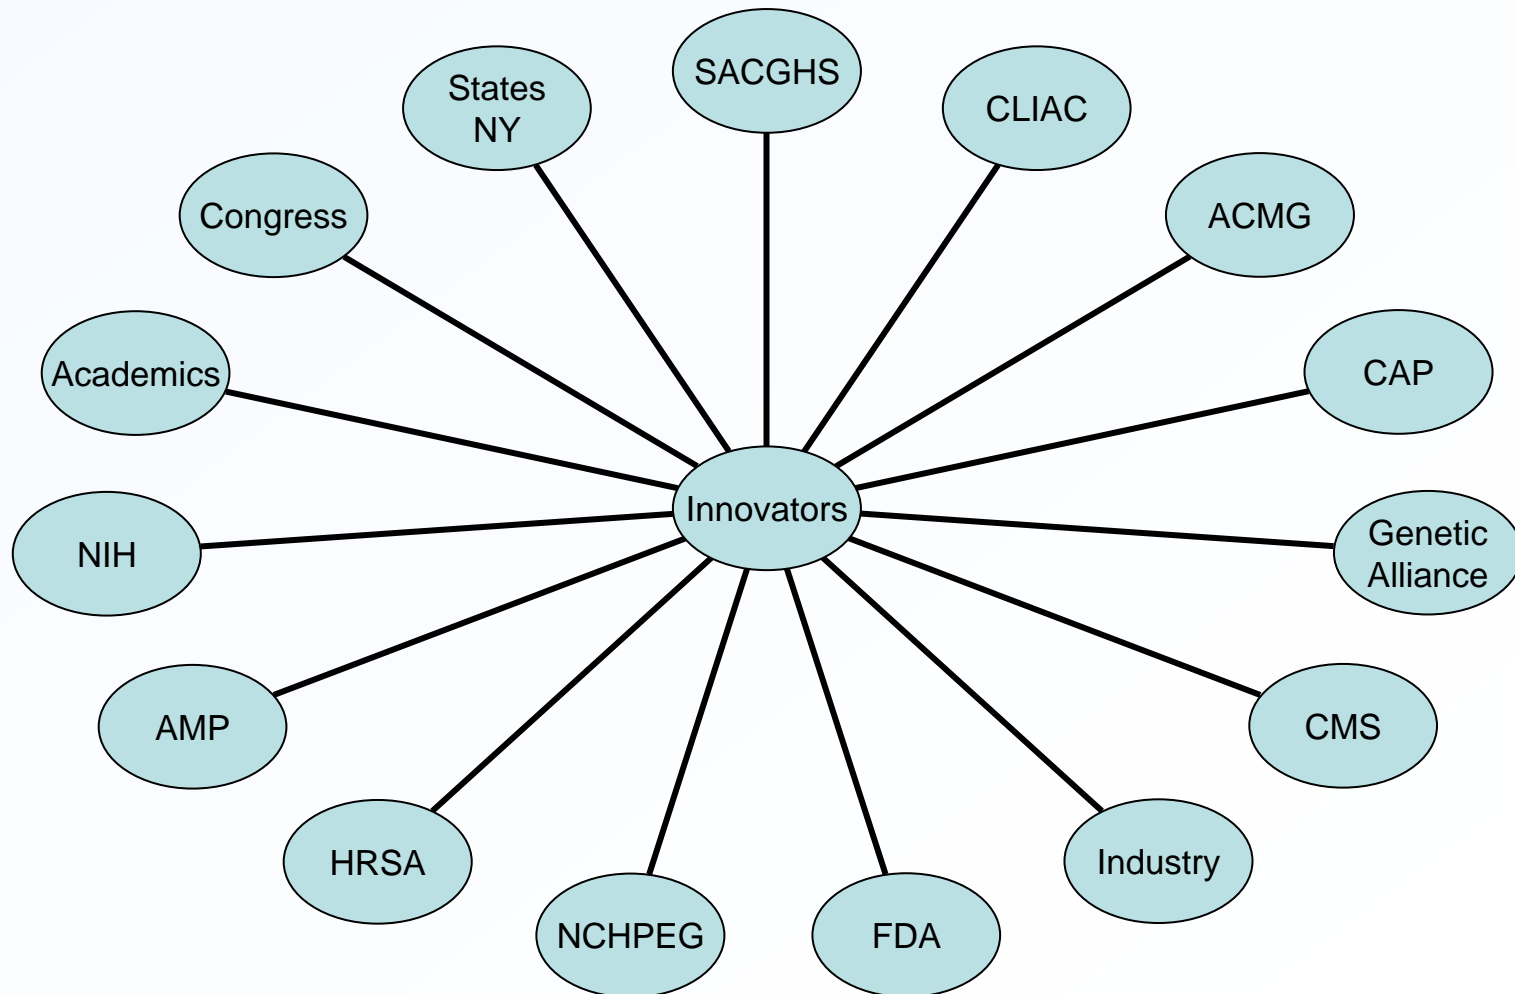 SACGHS
States
NY
CLIAC
Congress
ACMG
Academics
CAP
Innovators
NIH
Genetic
Alliance
AMP
CMS
HRSA
Industry
NCHPEG
FDA